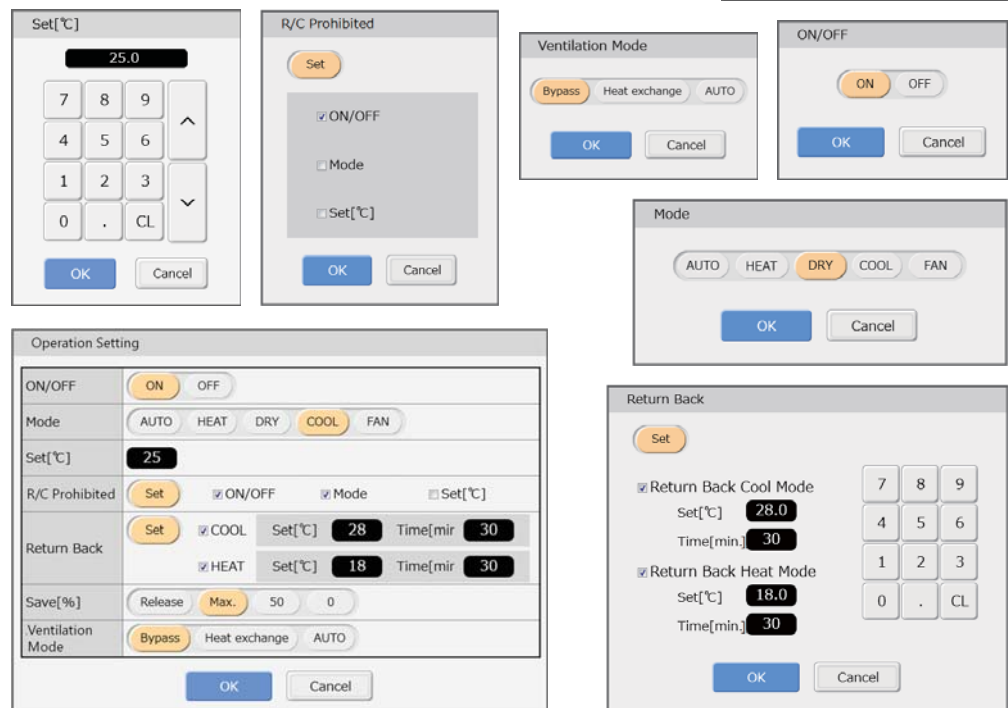 Set[℃]
25.0
7 8 9
4 5 6
1 2 3
0 . CL
OK Cancel
R/C Prohibited
Set
ON/OFF
Mode
Set[℃]
OK Cancel
Ventilation Mode
Bypass Heat exchange AUTO
OK Cancel
ON/OFF
ON OFF
OK Cancel
Mode
AUTO HEAT DRY COOL FAN
OK Cancel
Operation Setting
ON/OFF ON OFF
Mode AUTO HEAT DRY COOL FAN
Set[℃] 25
R/C Prohibited Set ON/OFF Mode Set[℃]
Return Back Set COOL Set[℃] 28 Time[mir 30
HEAT Set[℃] 18 Time[mir 30
Save[%] Release Max. 50 0
Ventilation
Mode Bypass Heat exchange AUTO
OK Cancel
Return Back
Set
Return Back Cool Mode
Set[℃] 28.0
Time[min.] 30
Return Back Heat Mode
Set[℃] 18.0
Time[min.] 30
7 8 9
4 5 6
1 2 3
0 . CL
OK Cancel